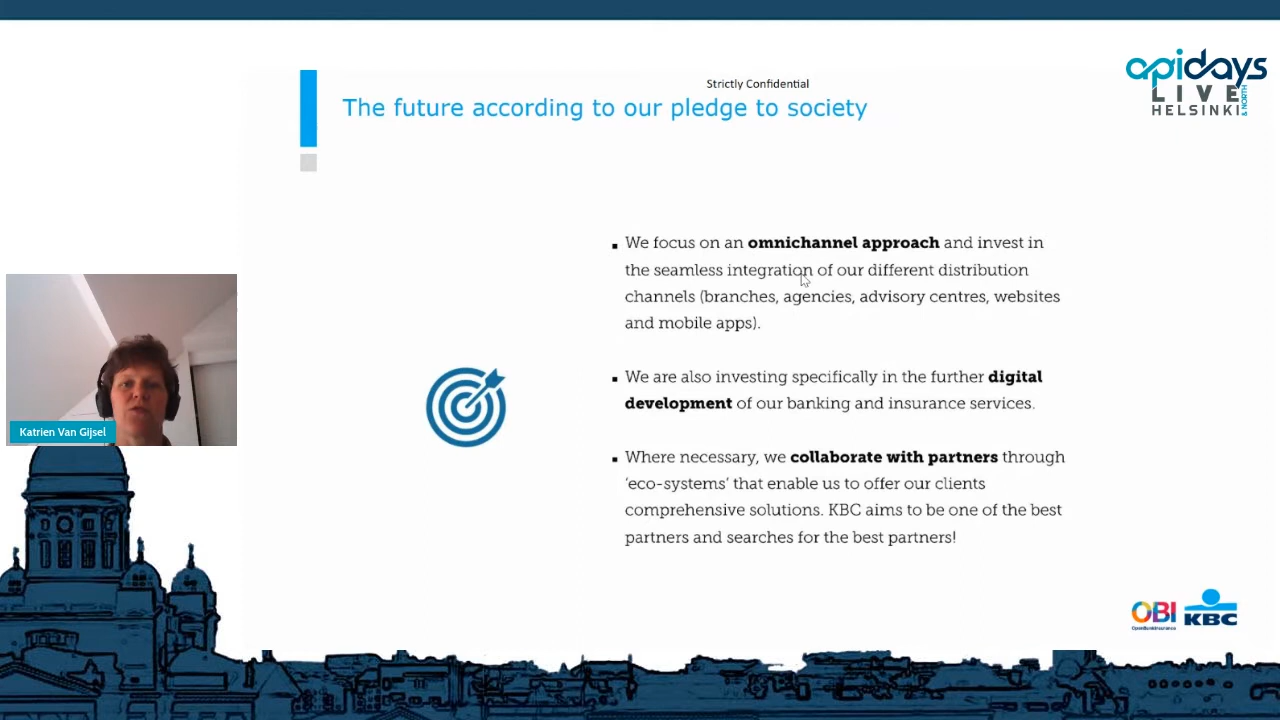 Strictly Confidential
The future according to our pledge to society
apidays
LIVE
HELSINKI
& NORTH
▪ We focus on an omnichannel approach and invest in
the seamless integration of our different distribution
channels (branches, agencies, advisory centres, websites
and mobile apps).
▪ We are also investing specifically in the further digital
development of our banking and insurance services.
▪ Where necessary, we collaborate with partners through
‘eco-systems’ that enable us to offer our clients
comprehensive solutions. KBC aims to be one of the best
partners and searches for the best partners!
Katrien Van Gijsel
OBI
OpenBankInsurance
KBC